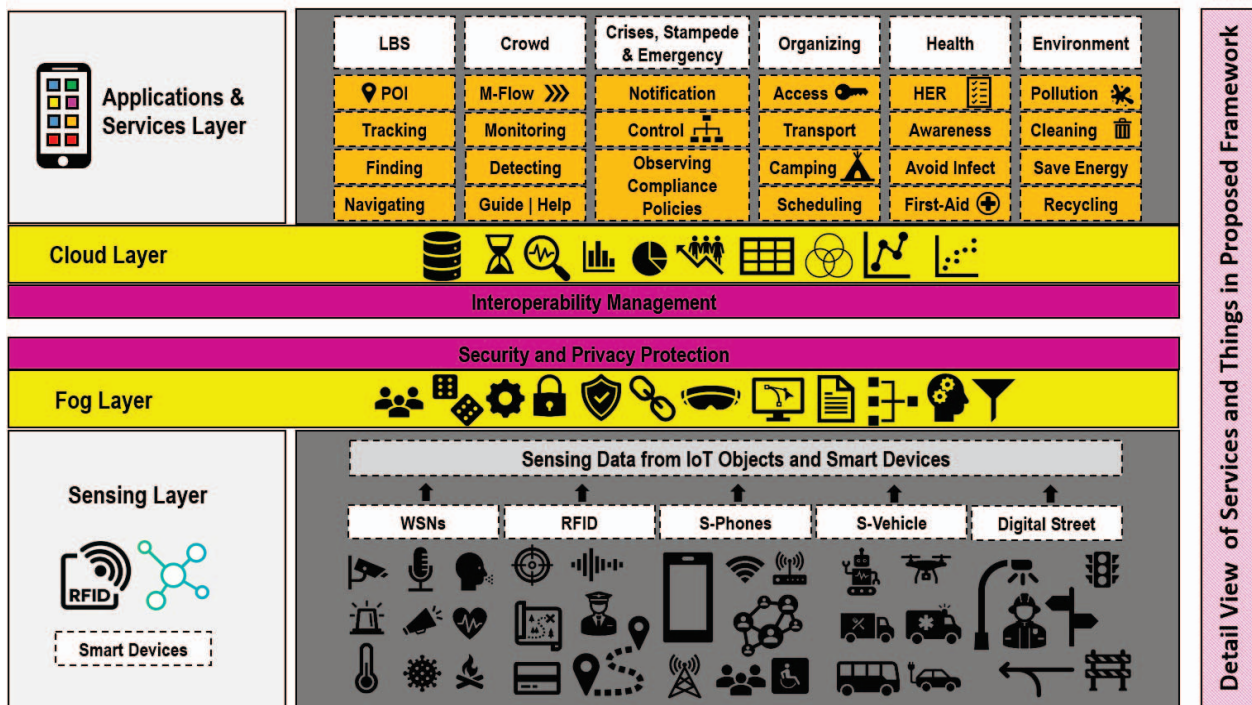 Applications &
Services Layer
LBS
Crowd
Crises, Stampede
& Emergency
Organizing
Health
Environment
POI
M-Flow
Notification
Access
HER
Pollution
Tracking
Monitoring
Control
Transport
Awareness
Cleaning
Finding
Detecting
Observing
Compliance
Policies
Camping
Avoid Infect
Save Energy
Navigating
Guide | Help
Scheduling
First-Aid
Recycling
Cloud Layer
Interoperability Management
Security and Privacy Protection
Fog Layer
Sensing Layer
RFID
Smart Devices
Sensing Data from IoT Objects and Smart Devices
WSNs
RFID
S-Phones
S-Vehicle
Digital Street
Detail View of Services and Things in Proposed Framework